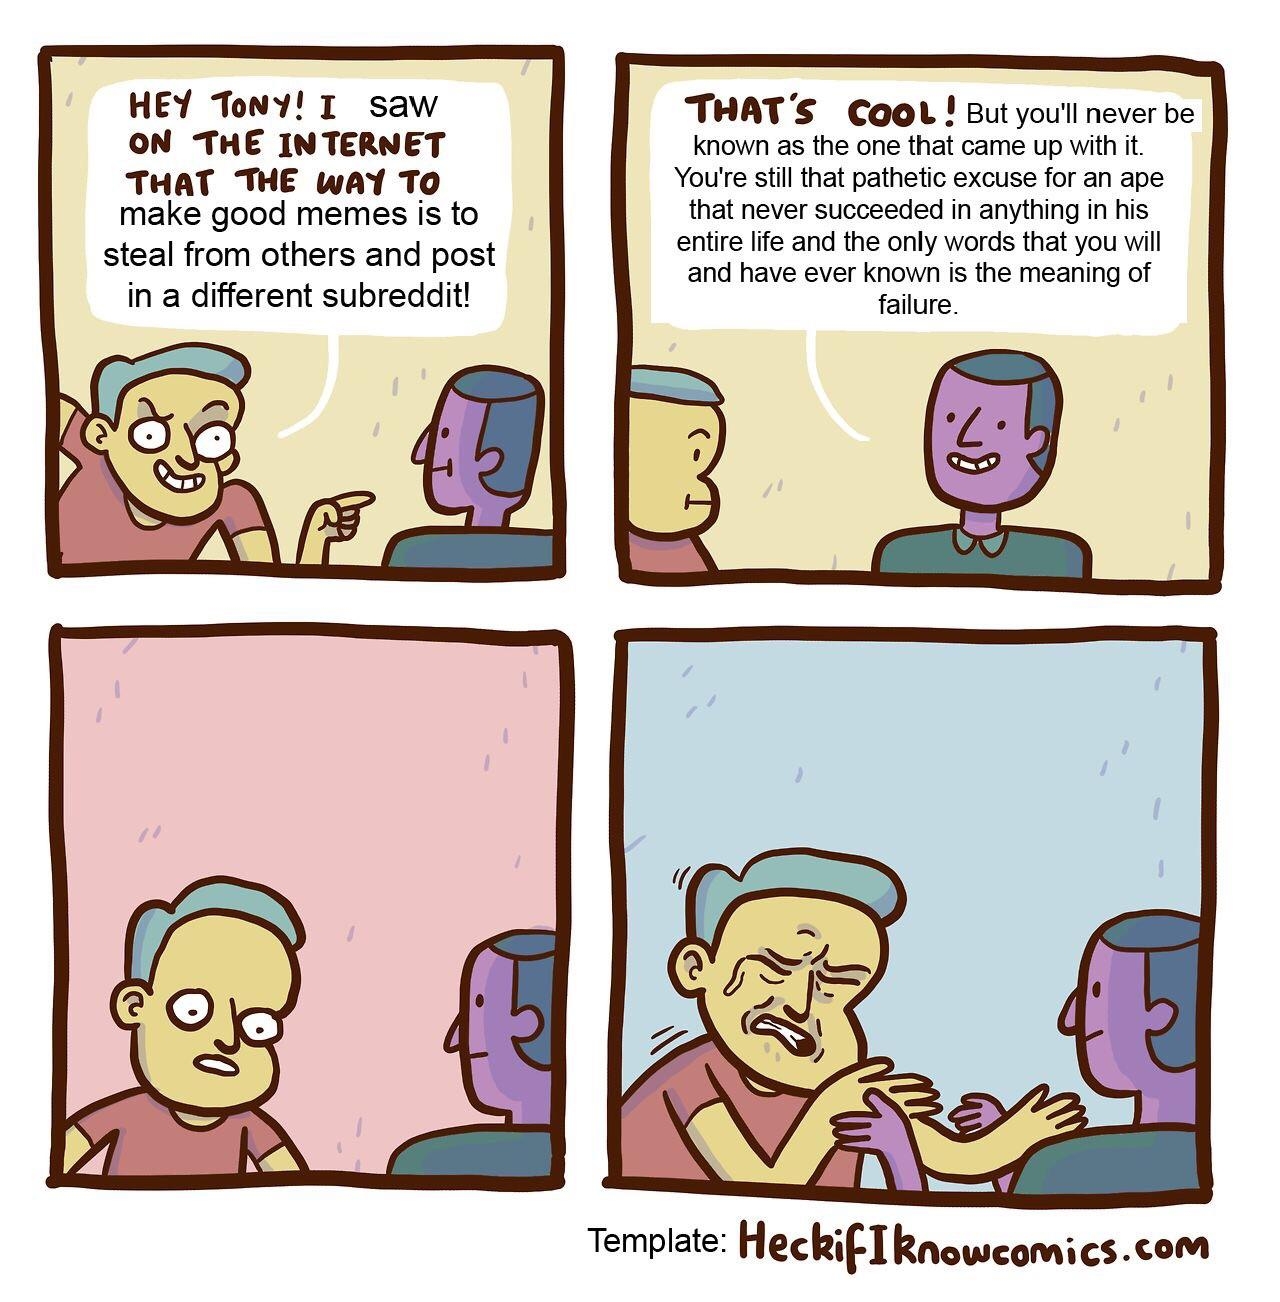 HEY TONY! I saw
ON THE INTERNET
THAT THE WAY TO
make good memes is to
steal from others and post
in a different subreddit!
THAT'S COOL! But you'll never be
known as the one that came up with it.
You're still that pathetic excuse for an ape
that never succeeded in anything in his
entire life and the only words that you will
and have ever known is the meaning of
failure.
Template: HeckifIknowcomics.com